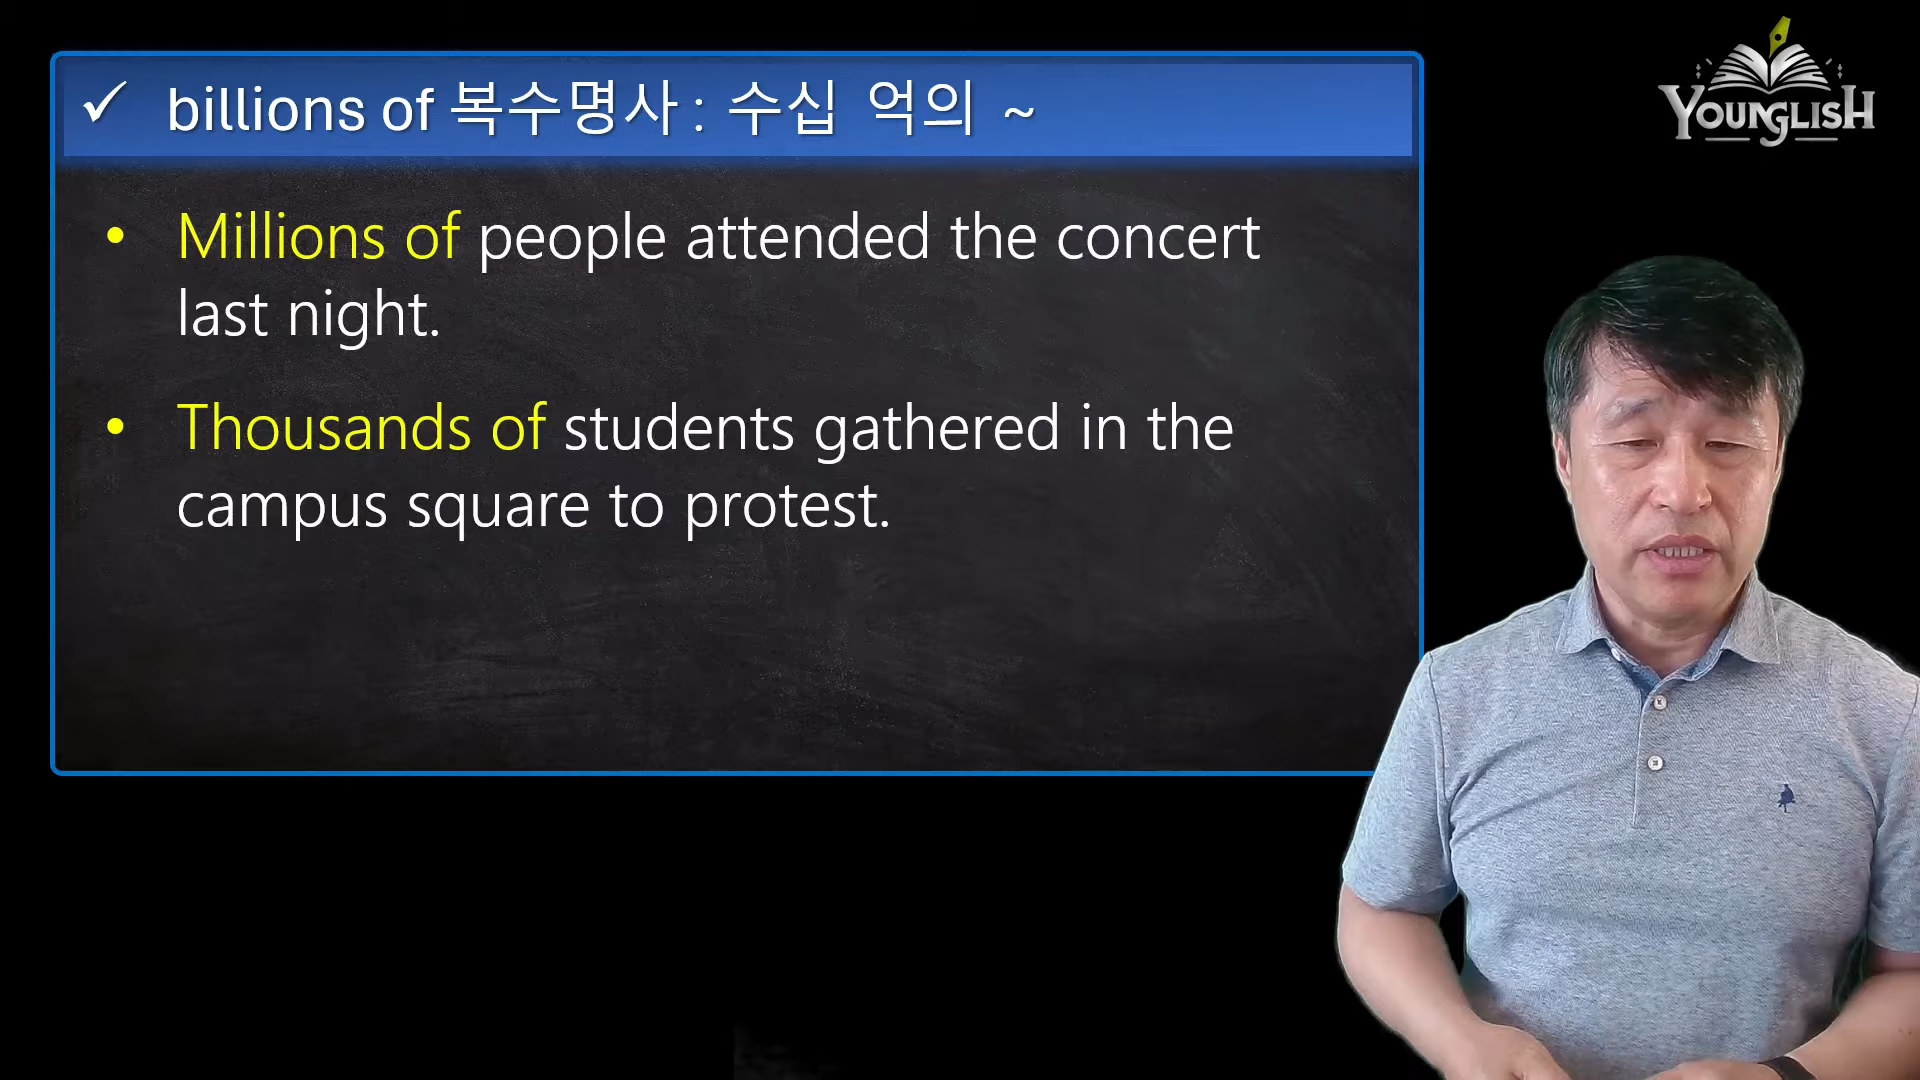 ✓ billions of 복수명사 : 수십 억의 ~
• Millions of people attended the concert
last night.
• Thousands of students gathered in the
campus square to protest.
YOUNGLISH